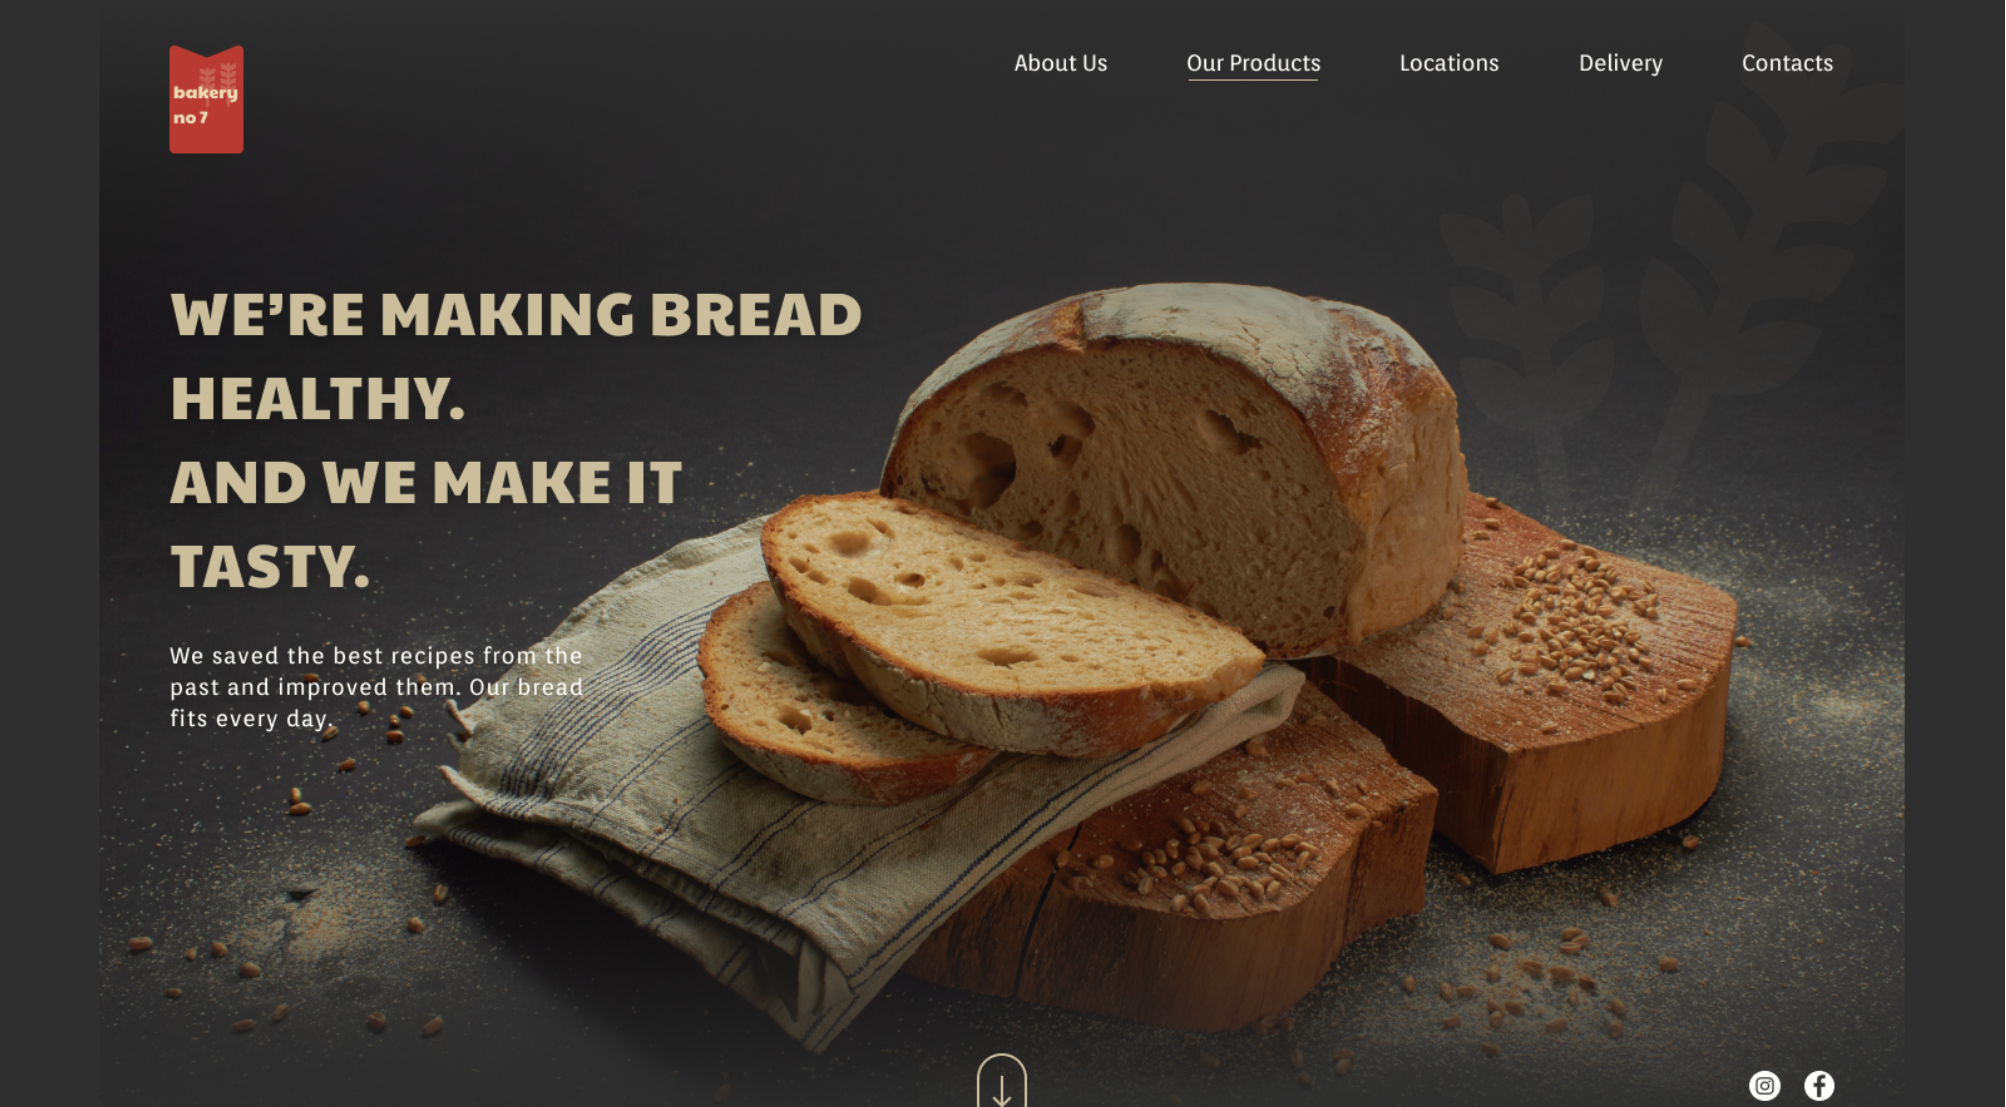 bakery
no 7
About Us
Our Products
Locations
Delivery
Contacts
WE’RE MAKING BREAD
HEALTHY.
AND WE MAKE IT
TASTY.
We saved the best recipes from the
past and improved them. Our bread
fits every day.